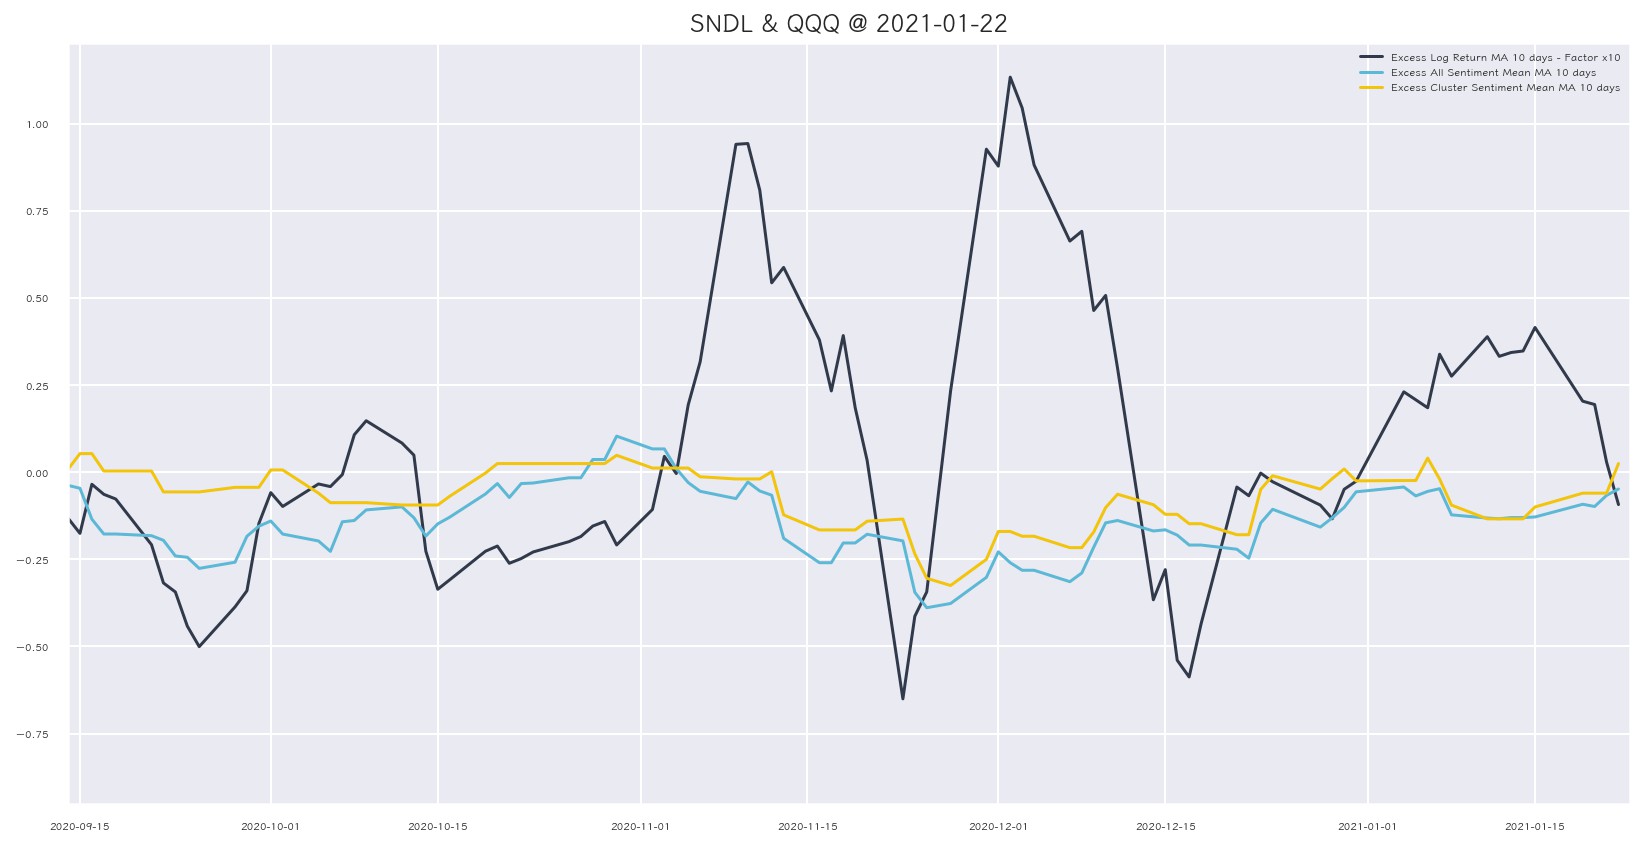 SNDL & QQQ @ 2021-01-22
Excess Log Return MA 10 days - Factor x10
Excess All Sentiment Mean MA 10 days
Excess Cluster Sentiment Mean MA 10 days
1.00
0.75
0.50
0.25
0.00
−0.25
−0.50
−0.75
2020-09-15 2020-10-01 2020-10-15 2020-11-01 2020-11-15 2020-12-01 2020-12-15 2021-01-01 2021-01-15